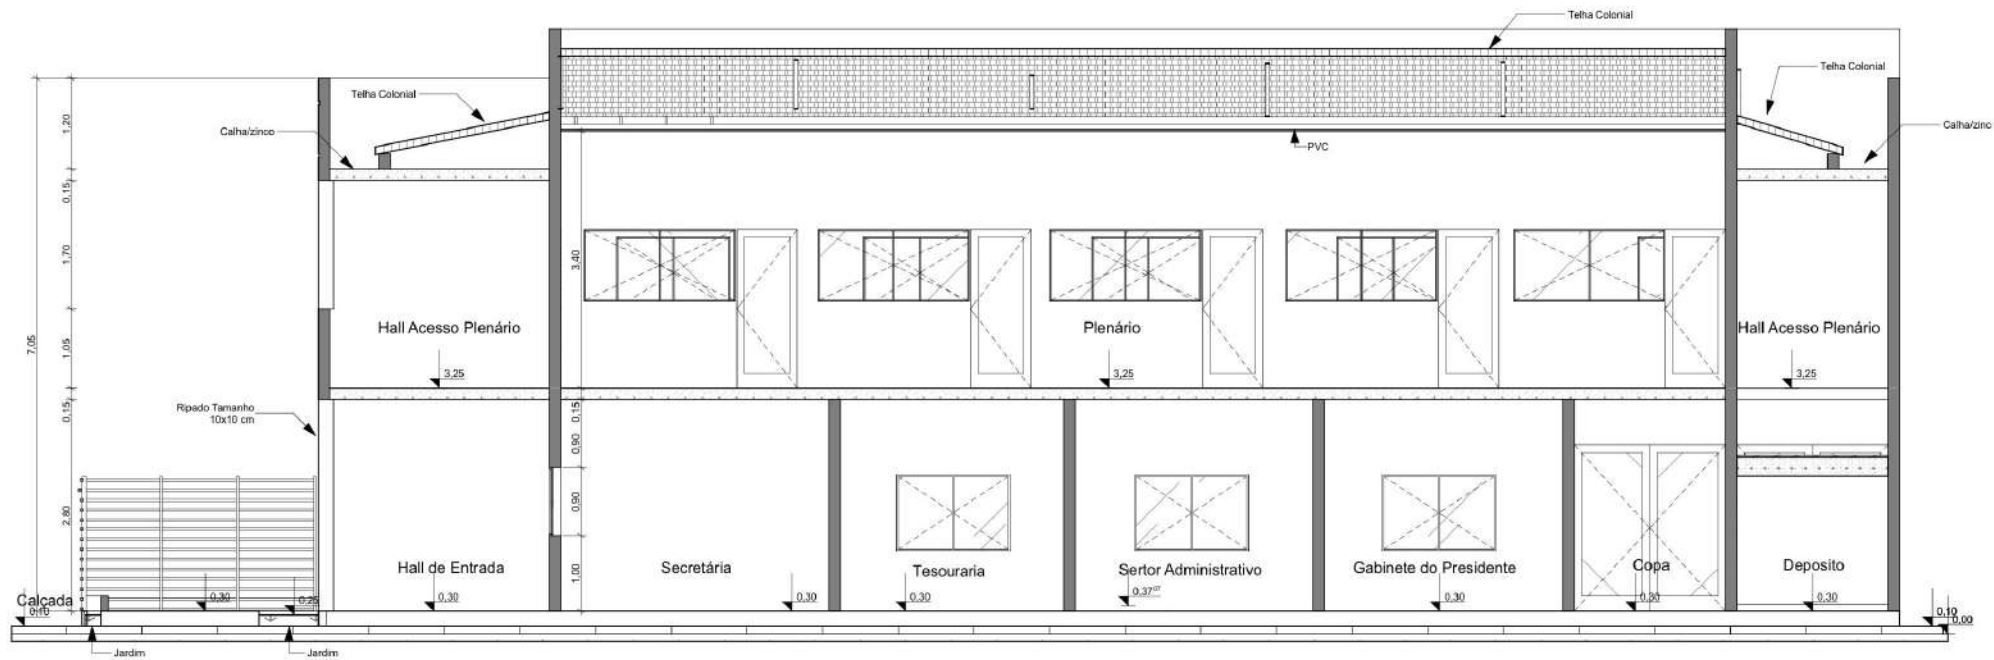 Telha Colonial
Telha Colonial
Telha Colonial
Calha/zinco
Calha/zinc
PVC
1,20
0,15
1,70
3,40
7,05
1,05
Hall Acesso Plenário
Plenário
Hall Acesso Plenário
3,25
3,25
3,25
Ripado Tamanho
10x10 cm
0,15
0,15
0,90
0,90
2,80
1,00
Hall de Entrada
Secretária
Tesouraria
Sertor Administrativo
Gabinete do Presidente
Copa
Deposito
Calçada
0,10
0,30
0,25
0,30
0,30
0,30
0,37⁰⁷
0,30
0,30
0,30
0,10
0,00
Jardim
Jardim